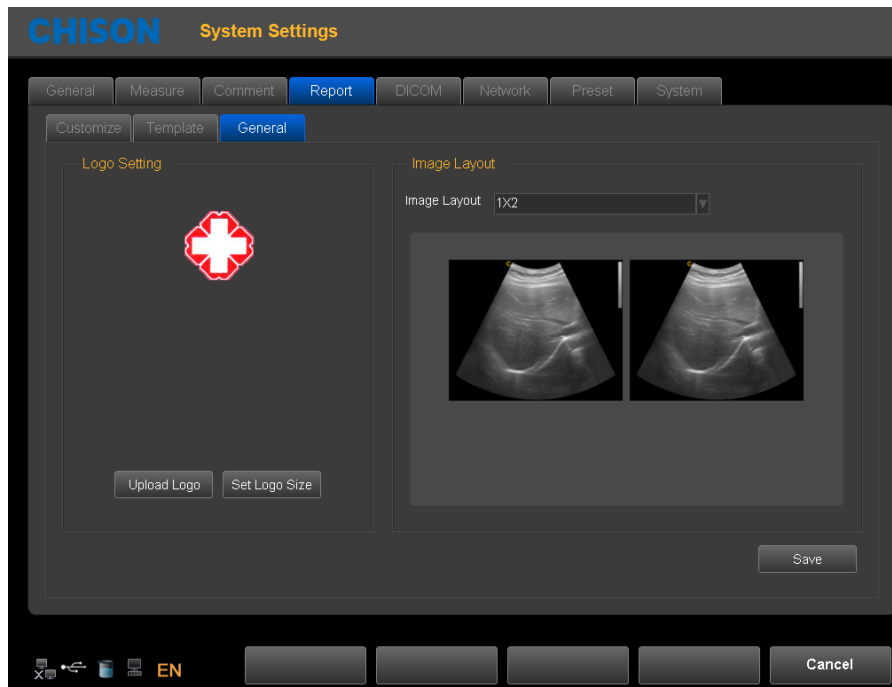 CHISON System Settings
General Measure Comment Report DICOM Network Preset System
Customize Template General
Logo Setting
Image Layout
Image Layout 1X2
Upload Logo Set Logo Size
Save
EN Cancel